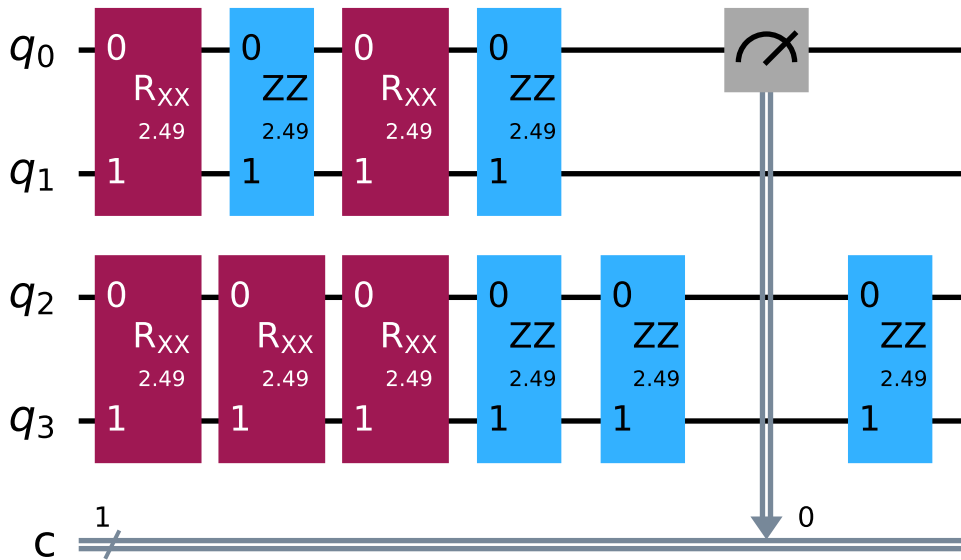 q0 0 0 0 0
RXX ZZ RXX ZZ
2.49 2.49 2.49 2.49
q1 1 1 1 1
q2 0 0 0 0 0 0
RXX RXX RXX ZZ ZZ ZZ
2.49 2.49 2.49 2.49 2.49 2.49
q3 1 1 1 1 1 1
1 0
c